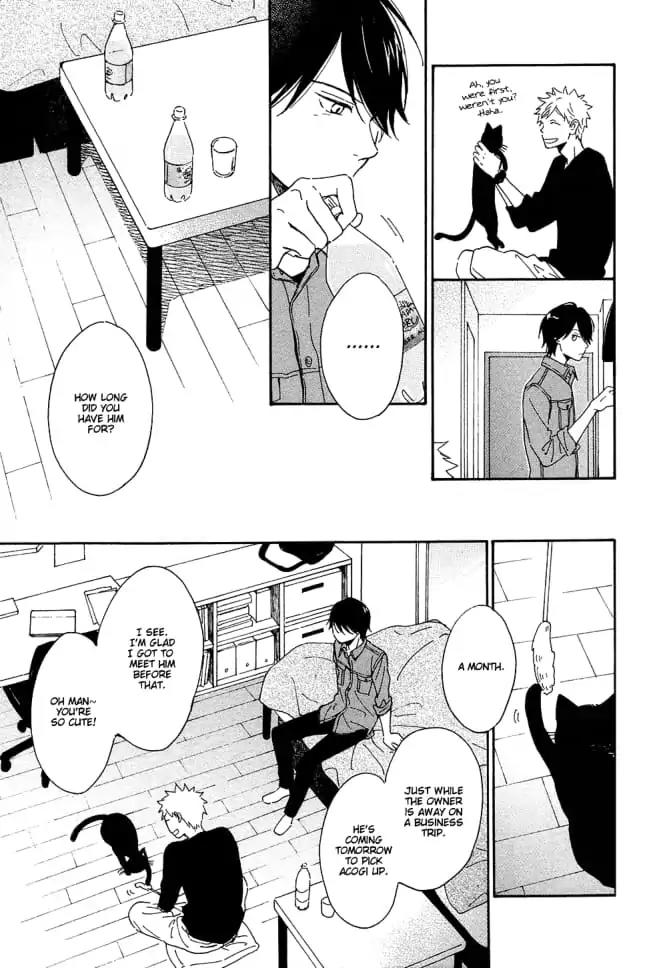 Ah, you
were first,
weren't you?
Haha.
......
HOW LONG
DID YOU
HAVE HIM
FOR?
A MONTH.
JUST WHILE
THE OWNER
IS AWAY ON
A BUSINESS
TRIP.
HE'S
COMING
TOMORROW
TO PICK
ACOGI UP.
I SEE.
I'M GLAD
I GOT TO
MEET HIM
BEFORE
THAT.
OH MAN~
YOU'RE
SO CUTE!